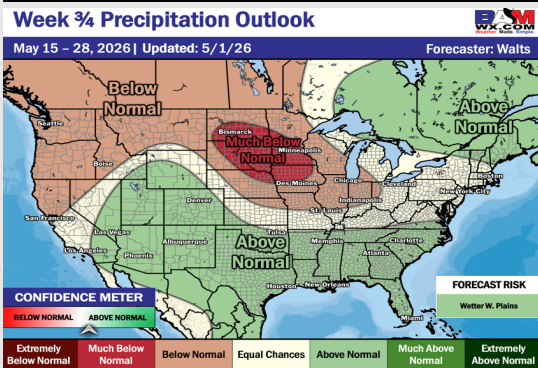 Week ¾ Precipitation Outlook
BAM
WX.COM
Weather. Made. Simple.
May 15 – 28, 2026 | Updated: 5/1/26
Forecaster: Walts
Below
Normal
Above
Normal
Seattle
Bismarck
Much Below
Normal
Minneapolis
Boise
Des Moines
Chicago
Cleveland
Boston
New York City
Indianapolis
Denver
St. Louis
San Francisco
Las Vegas
Tulsa
Los Angeles
Albuquerque
Above
Normal
Memphis
Charlotte
Phoenix
Atlanta
Houston
New Orleans
Miami
FORECAST RISK
Wetter W. Plains
CONFIDENCE METER
BELOW NORMAL
ABOVE NORMAL
Extremely
Below Normal
Much Below
Normal
Below Normal
Equal Chances
Above Normal
Much Above
Normal
Extremely
Above Normal